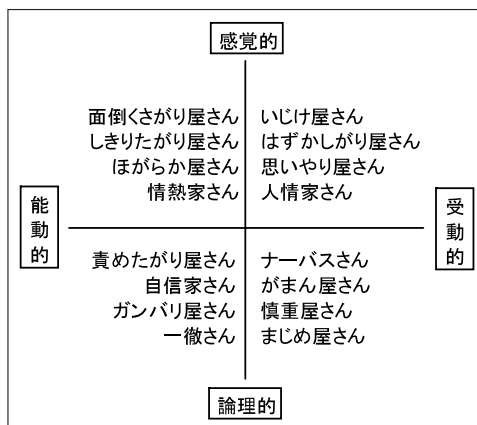 感覚的
面倒くさがり屋さん
しきりたがり屋さん
ほがらか屋さん
情熱家さん
いじけ屋さん
はずかしがり屋さん
思いやり屋さん
人情家さん
能動的
受動的
責めたがり屋さん
自信家さん
ガンバリ屋さん
一徹さん
ナーバスさん
がまん屋さん
慎重屋さん
まじめ屋さん
論理的